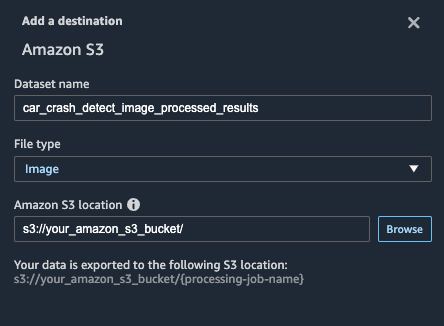 Add a destination
Amazon S3
Dataset name
car_crash_detect_image_processed_results
File type
Image
Amazon S3 location
s3://your_amazon_s3_bucket/
Browse
Your data is exported to the following S3 location:
s3://your_amazon_s3_bucket/{processing-job-name}